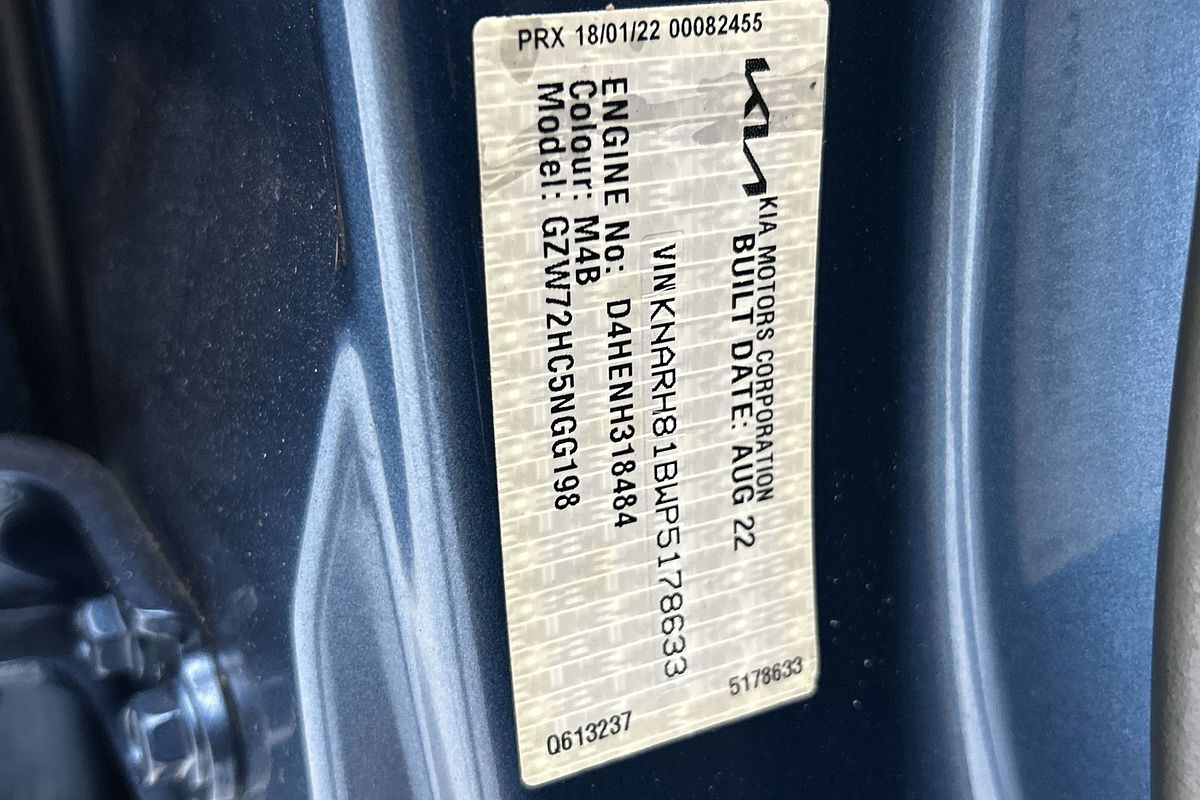 PRX 18/01/22 00082455
KIA
KIA MOTORS CORPORATION
BUILT DATE: AUG 22
VIN KNARH81BWP5178633
ENGINE No: D4HENH318484
Colour: M4B
Model: GZW72HC5NGG198
5178633
Q613237